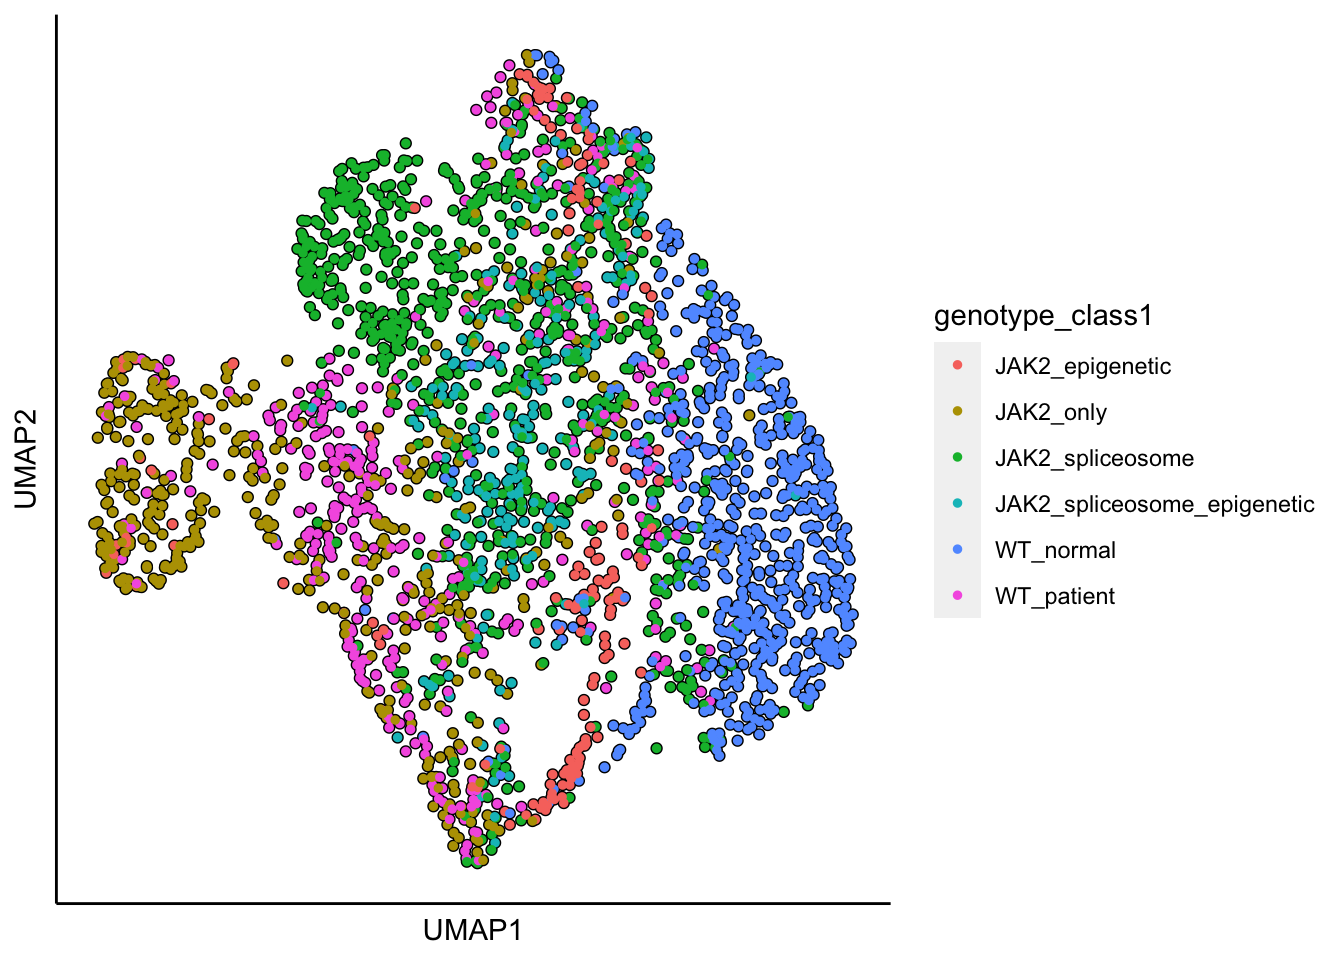 UMAP2
UMAP1
genotype_class1
JAK2_epigenetic
JAK2_only
JAK2_spliceosome
JAK2_spliceosome_epigenetic
WT_normal
WT_patient